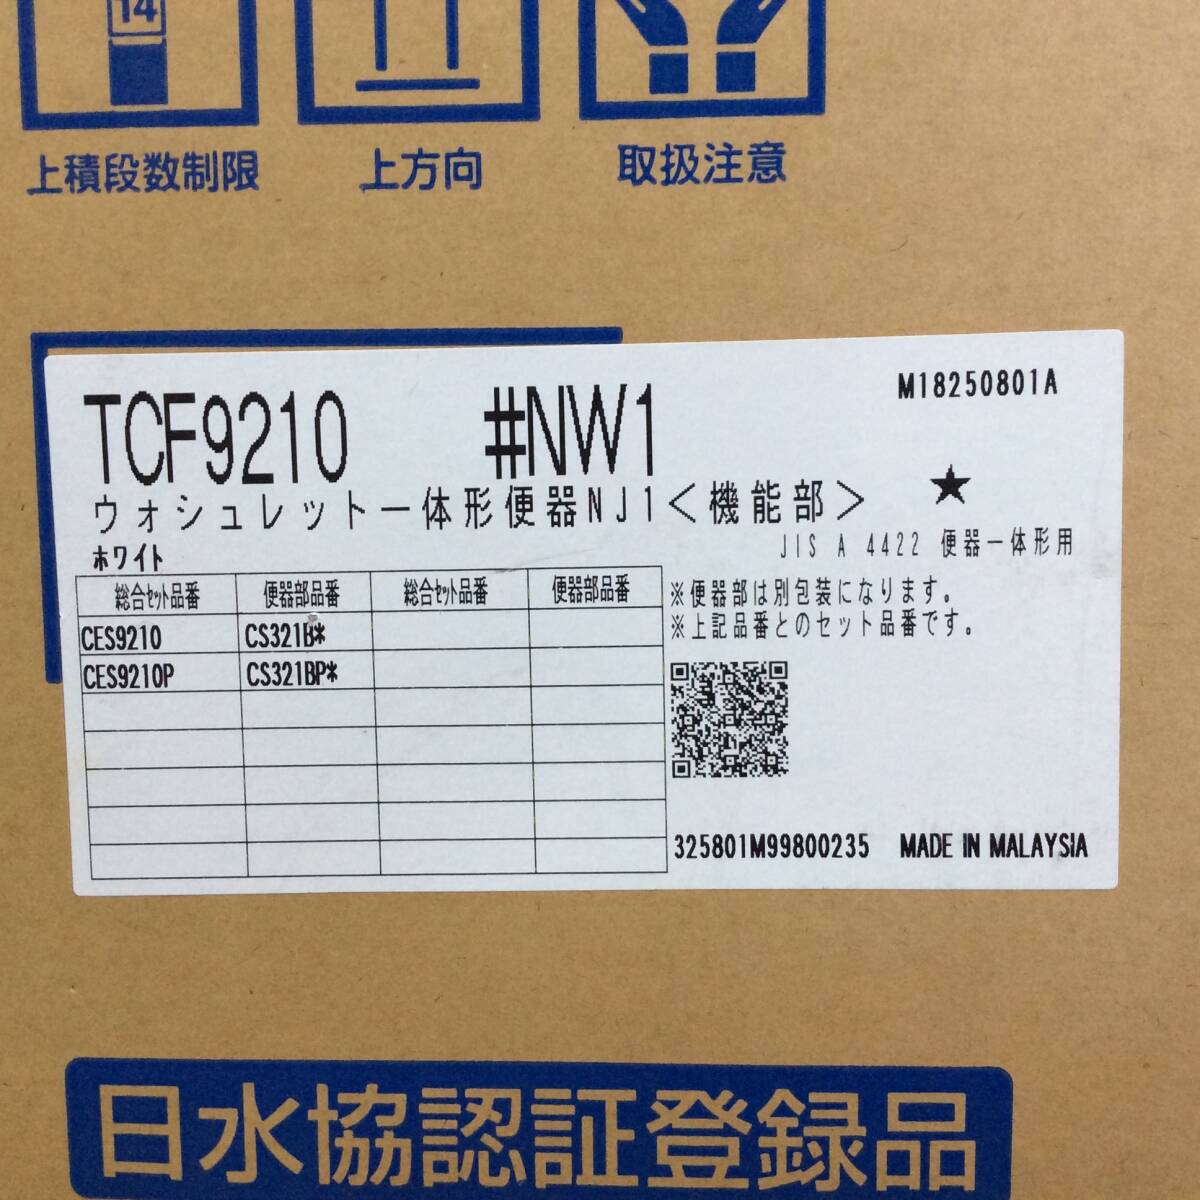 14
上積段数制限 上方向 取扱注意
TCF9210 #NW1 M18250801A
ウォシュレット一体形便器NJ1<機能部> ★
ホワイト JIS A 4422 便器一体形用
総合セット品番 便器部品番 総合セット品番 便器部品番
CES9210 CS321B*
CES9210P CS321BP*
※便器部は別包装になります。
※上記品番とのセット品番です。
325801M99800235 MADE IN MALAYSIA
日水協認証登録品